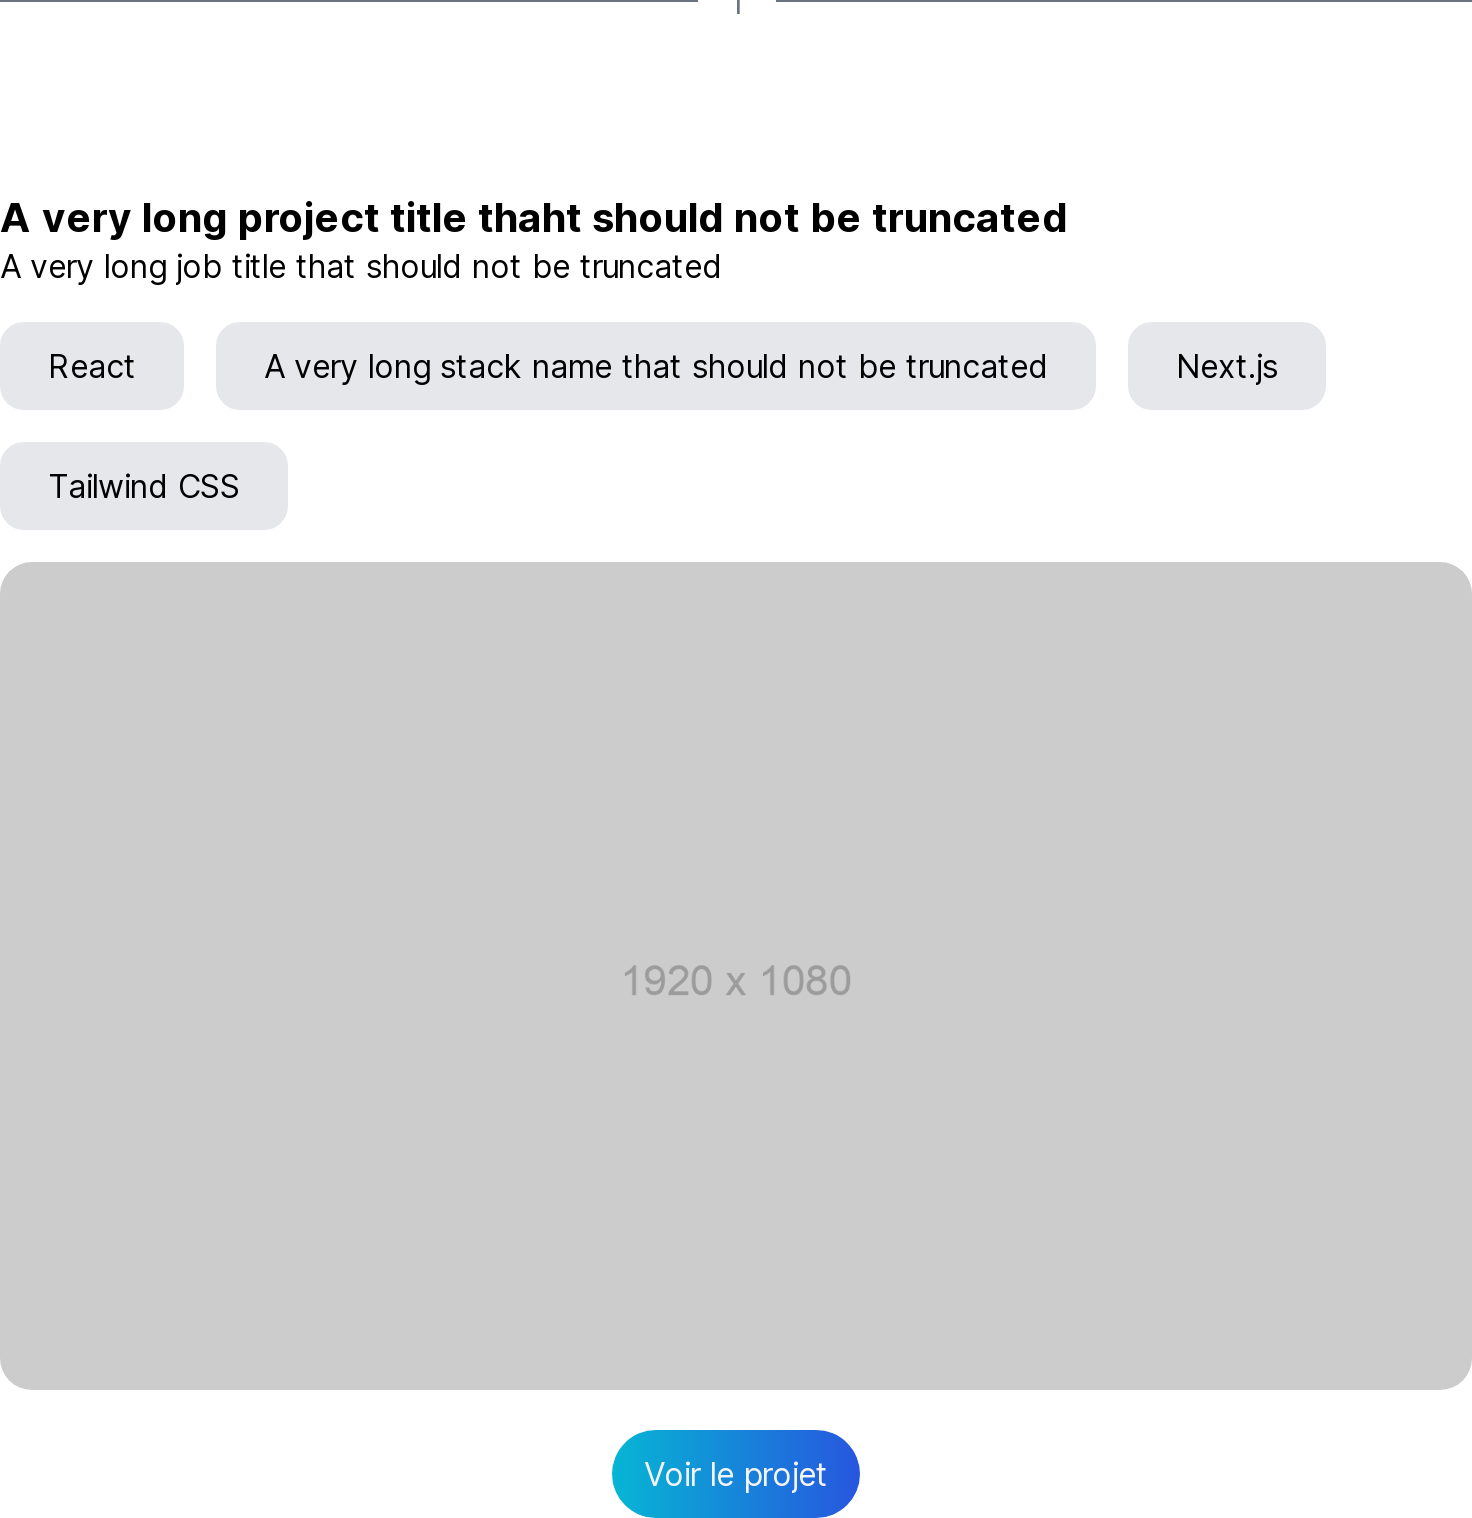 A very long project title thaht should not be truncated
A very long job title that should not be truncated
React
A very long stack name that should not be truncated
Next.js
Tailwind CSS
1920 x 1080
Voir le projet